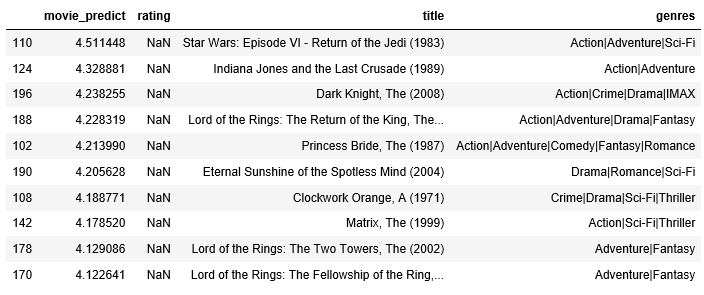 movie_predict rating title genres
110 4.511448 NaN Star Wars: Episode VI - Return of the Jedi (1983) Action|Adventure|Sci-Fi
124 4.328881 NaN Indiana Jones and the Last Crusade (1989) Action|Adventure
196 4.238255 NaN Dark Knight, The (2008) Action|Crime|Drama|IMAX
188 4.228319 NaN Lord of the Rings: The Return of the King, The... Action|Adventure|Drama|Fantasy
102 4.213990 NaN Princess Bride, The (1987) Action|Adventure|Comedy|Fantasy|Romance
190 4.205628 NaN Eternal Sunshine of the Spotless Mind (2004) Drama|Romance|Sci-Fi
108 4.188771 NaN Clockwork Orange, A (1971) Crime|Drama|Sci-Fi|Thriller
142 4.178520 NaN Matrix, The (1999) Action|Sci-Fi|Thriller
178 4.129086 NaN Lord of the Rings: The Two Towers, The (2002) Adventure|Fantasy
170 4.122641 NaN Lord of the Rings: The Fellowship of the Ring,... Adventure|Fantasy